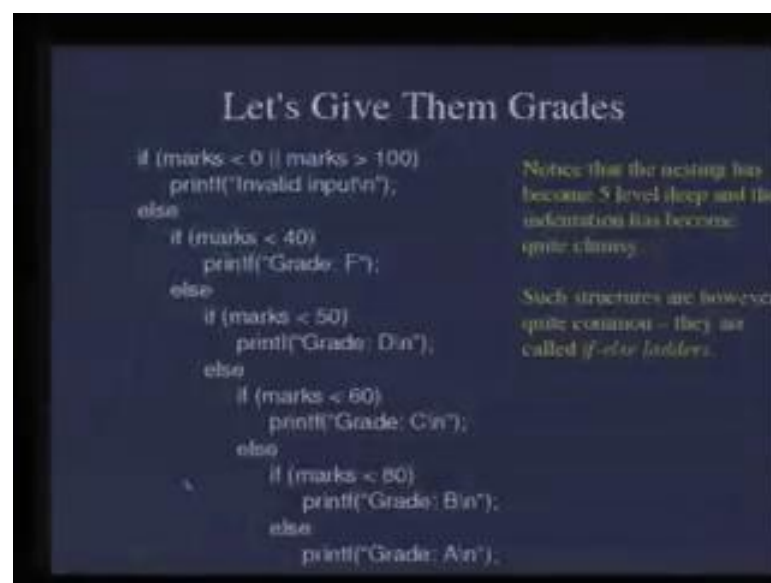 Let's Give Them Grades
if (marks < 0 || marks > 100)
printf("Invalid input\n");
else
if (marks < 40)
printf("Grade: F");
else
if (marks < 50)
printf("Grade: D\n");
else
if (marks < 60)
printf("Grade: C\n");
else
if (marks < 80)
printf("Grade: B\n");
else
printf("Grade: A\n");
Notice that the nesting has
become 5 level deep and the
indentation has become
quite clumsy.
Such structures are however
quite common – they are
called if-else ladders.